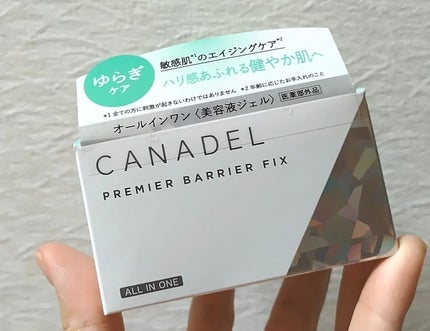 ゆらぎ
ケア
敏感肌*1のエイジングケア*2
ハリ感あふれる健やか肌へ
*1 全ての方に刺激が起きないわけではありません *2 年齢に応じたお手入れのこと
オールインワン〈美容液ジェル〉 医薬部外品
CANADEL
PREMIER BARRIER FIX
ALL IN ONE